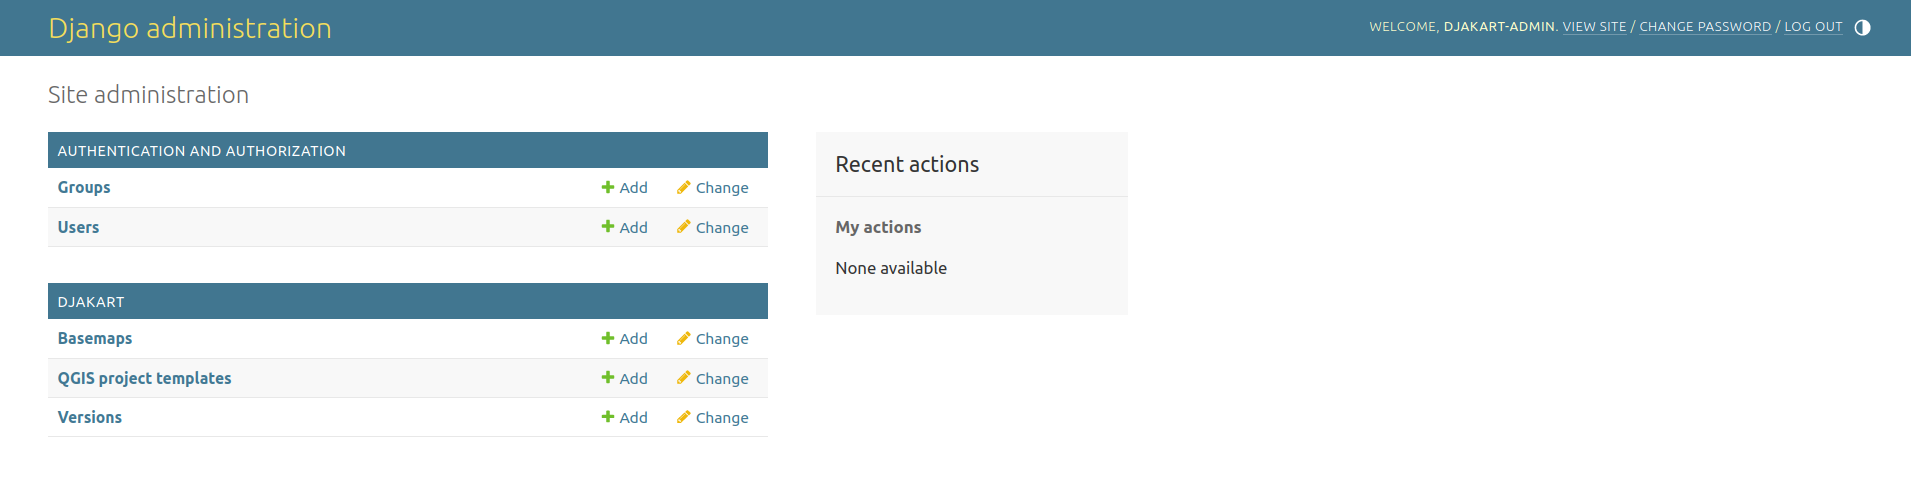 Django administration
WELCOME, DJAKART-ADMIN. VIEW SITE / CHANGE PASSWORD / LOG OUT
Site administration
AUTHENTICATION AND AUTHORIZATION
Groups Add Change
Users Add Change
DJAKART
Basemaps Add Change
QGIS project templates Add Change
Versions Add Change
Recent actions
My actions
None available